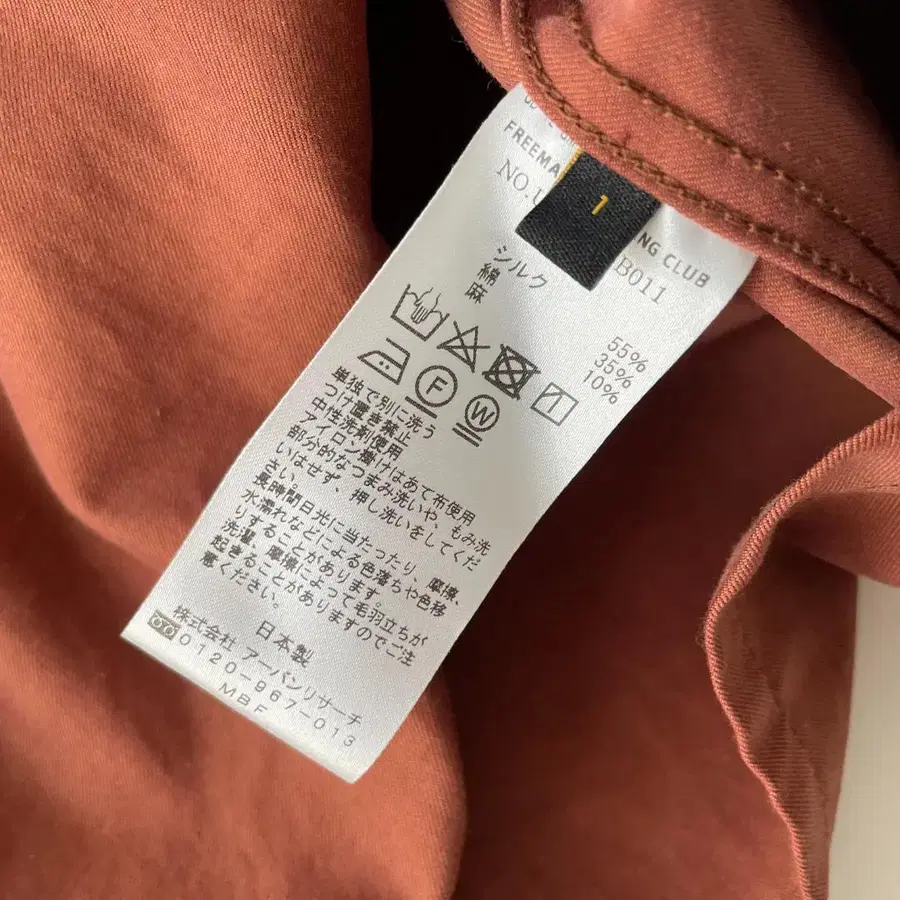 FREEMA
NG CLUB
NO.U
B011
1
シルク 55%
綿 35%
麻 10%
F
W
単独で別に洗う
つけ置き禁止
中性洗剤使用
アイロン掛けはあて布使用
部分的なつまみ洗いや、もみ洗
いはせず、押し洗いをしてくだ
さい。
長時間日光に当たったり、摩擦、
水濡れなどによる色落ちや色移
りすることがあります。
洗濯、摩擦によって毛羽立ちが
起きることがありますのでご注
意ください。
日本製
株式会社 アーバンリサーチ
0120-967-013
MBF